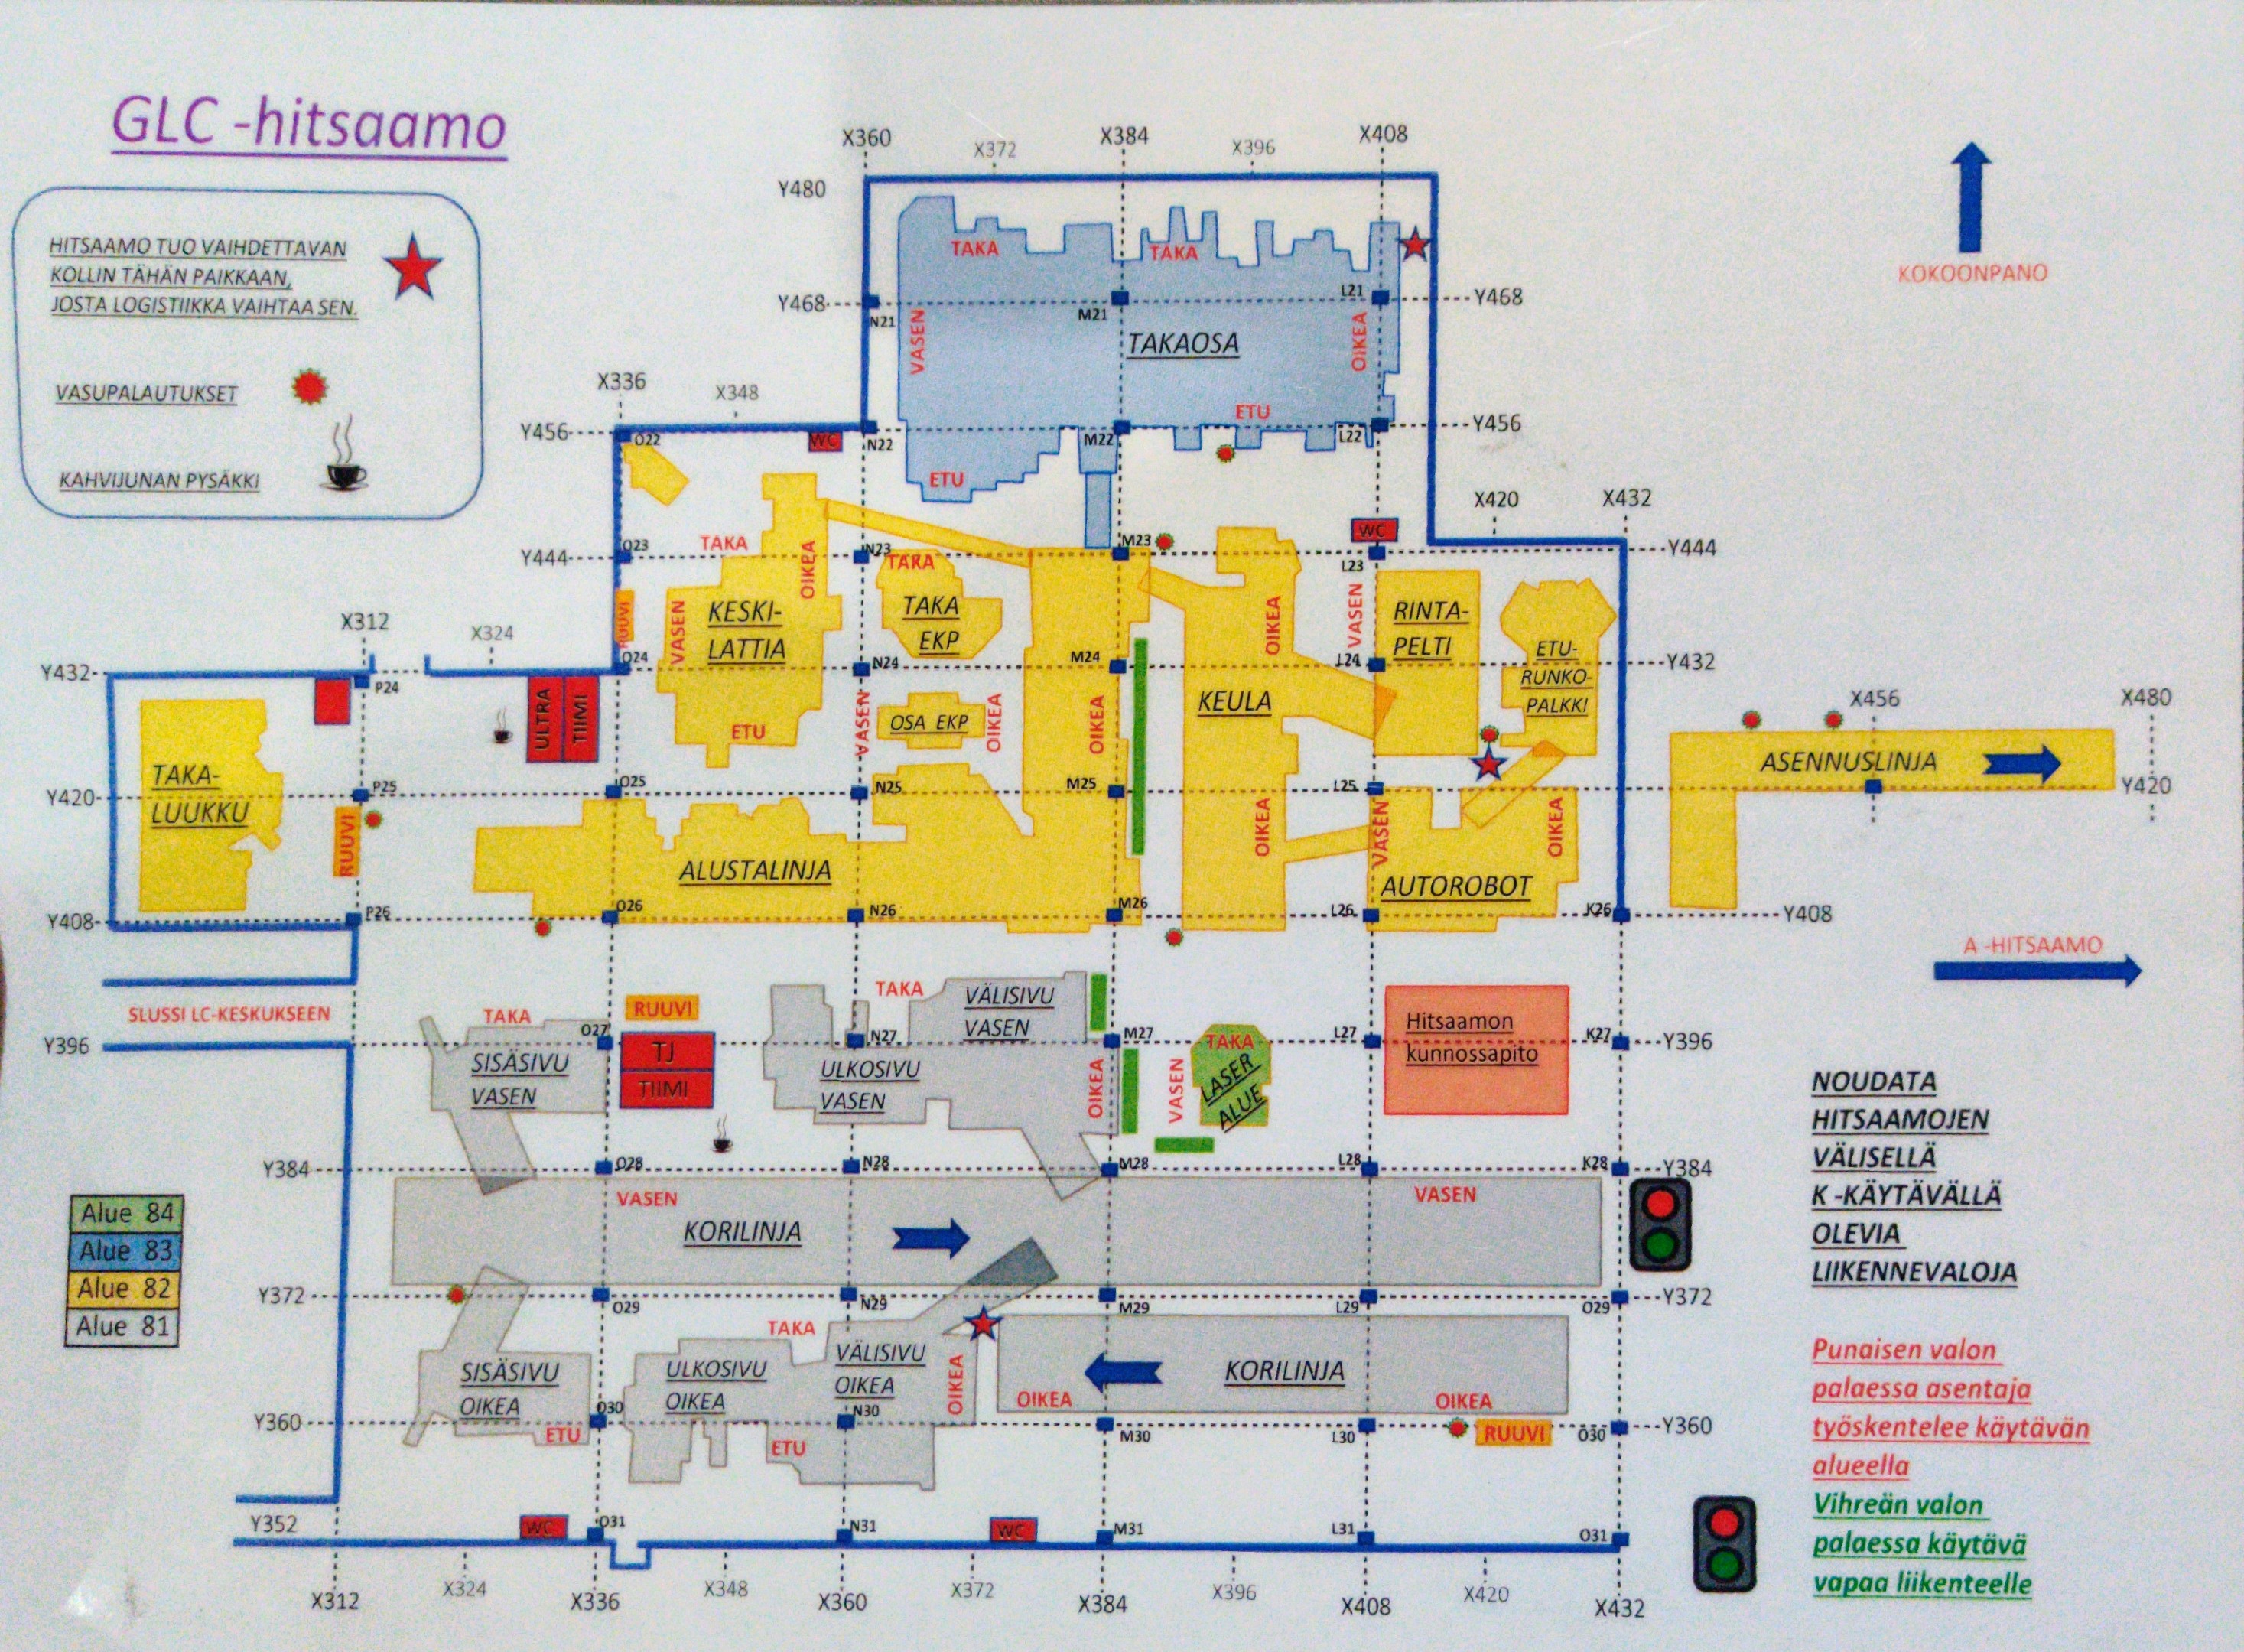 GLC -hitsaamo
HITSAAMO TUO VAIHDETTAVAN
KOLLIN TÄHÄN PAIKKAAN,
JOSTA LOGISTIIKKA VAIHTAA SEN.
VASUPALAUTUKSET
KAHVIJUNAN PYSÄKKI
X360 X372 X384 X396 X408
Y480
KOKOONPANO
TAKA TAKA
Y468 N21 M21 L21 Y468
VASEN TAKAOSA OIKEA
X336 X348
ETU
Y456 O22 WC N22 M22 L22 Y456
ETU
X420 X432
WC
Y444 O23 TAKA OIKEA N23 M23 L23 Y444
TAKA
RUUVI VASEN KESKI-
LATTIA
TAKA
EKP
OIKEA VASEN RINTA-
PELTI
ETU-
RUNKO-
PALKKI
X312 X324
Y432 P24 O24 N24 M24 L24 Y432
ULTRA TIIMI
ETU VASEN OSA EKP OIKEA OIKEA KEULA
X456 X480
ASENNUSLINJA
TAKA-
LUUKKU
Y420 P25 O25 N25 M25 L25 Y420
RUUVI
ALUSTALINJA
OIKEA VASEN OIKEA
AUTOROBOT
Y408 P26 O26 N26 M26 L26 K26 Y408
A -HITSAAMO
SLUSSI LC-KESKUKSEEN
TAKA RUUVI TAKA VÄLISIVU
VASEN
Y396 O27 N27 M27 L27 K27 Y396
SISÄSIVU
VASEN
TJ
TIIMI
ULKOSIVU
VASEN
OIKEA VASEN TAKA
LASER
ALUE
Hitsaamon
kunnossapito
NOUDATA
HITSAAMOJEN
VÄLISELLÄ
K -KÄYTÄVÄLLÄ
OLEVIA
LIIKENNEVALOJA
Y384 O28 N28 M28 L28 K28 Y384
VASEN VASEN
KORILINJA
Alue 84
Alue 83
Alue 82
Alue 81
Y372 O29 N29 M29 L29 O29 Y372
TAKA
SISÄSIVU
OIKEA
ULKOSIVU
OIKEA
VÄLISIVU
OIKEA
OIKEA KORILINJA
OIKEA OIKEA
Y360 O30 N30 M30 L30 O30 Y360
ETU ETU RUUVI
Punaisen valon
palaessa asentaja
työskentelee käytävän
alueella
Vihreän valon
palaessa käytävä
vapaa liikenteelle
Y352 WC O31 N31 WC M31 L31 O31
X312 X324 X336 X348 X360 X372 X384 X396 X408 X420 X432